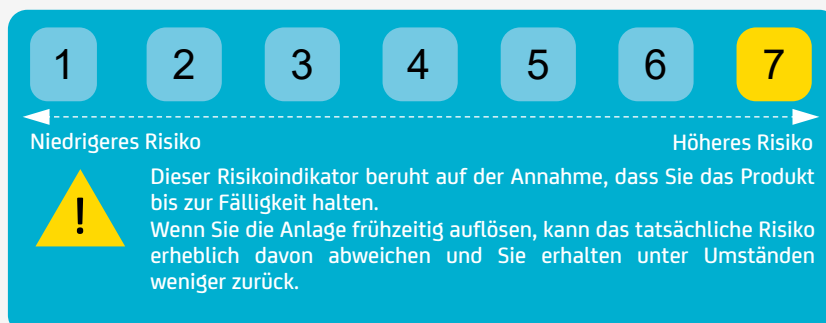 1 2 3 4 5 6 7
Niedrigeres Risiko Höheres Risiko
!
Dieser Risikoindikator beruht auf der Annahme, dass Sie das Produkt
bis zur Fälligkeit halten.
Wenn Sie die Anlage frühzeitig auflösen, kann das tatsächliche Risiko
erheblich davon abweichen und Sie erhalten unter Umständen
weniger zurück.